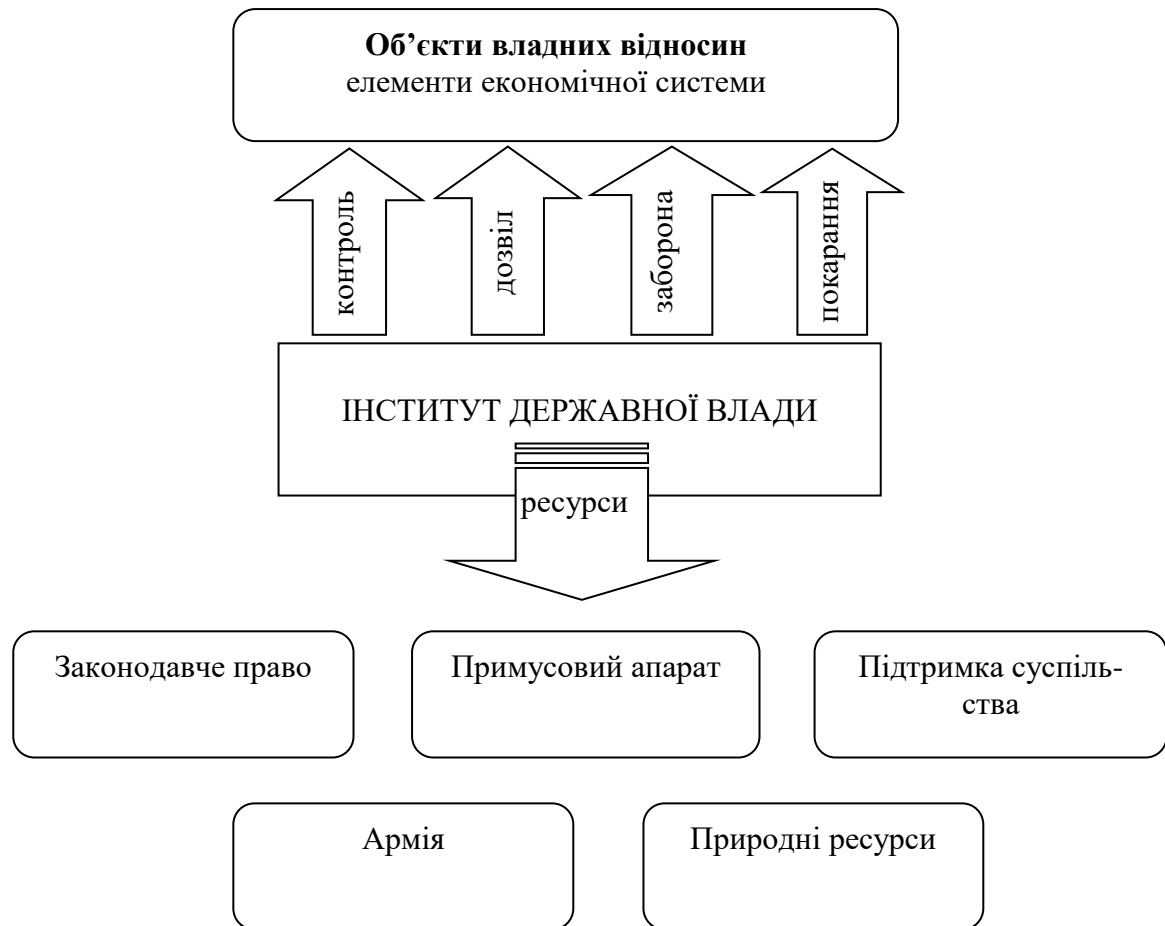 Об’єкти владних відносин
елементи економічної системи
контроль
дозвіл
заборона
покарання
ІНСТИТУТ ДЕРЖАВНОЇ ВЛАДИ
ресурси
Законодавче право
Примусовий апарат
Підтримка суспіль-
ства
Армія
Природні ресурси